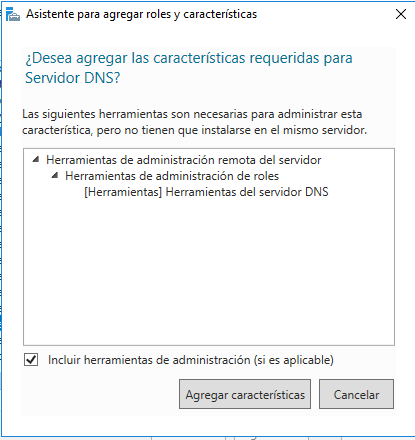 Asistente para agregar roles y características
¿Desea agregar las características requeridas para
Servidor DNS?
Las siguientes herramientas son necesarias para administrar esta
característica, pero no tienen que instalarse en el mismo servidor.
Herramientas de administración remota del servidor
Herramientas de administración de roles
[Herramientas] Herramientas del servidor DNS
Incluir herramientas de administración (si es aplicable)
Agregar características
Cancelar